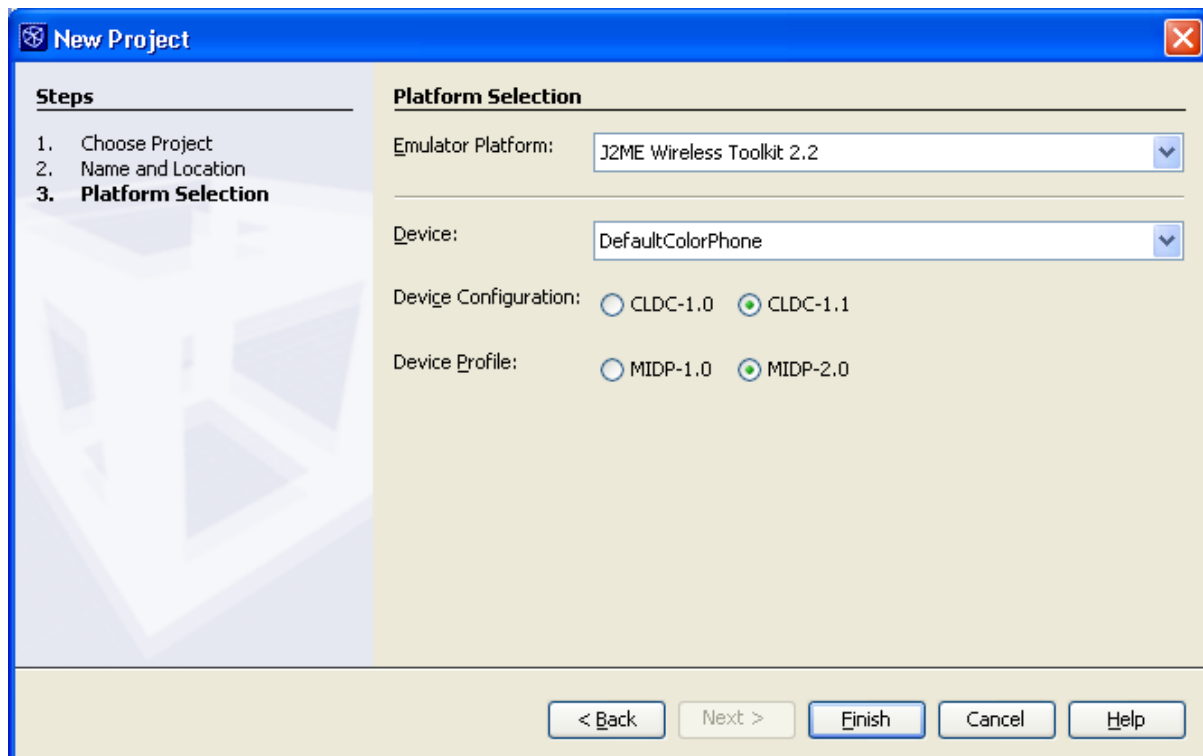 New Project
Steps
1. Choose Project
2. Name and Location
3. Platform Selection
Platform Selection
Emulator Platform: J2ME Wireless Toolkit 2.2
Device: DefaultColorPhone
Device Configuration: CLDC-1.0 CLDC-1.1
Device Profile: MIDP-1.0 MIDP-2.0
< Back Next > Finish Cancel Help